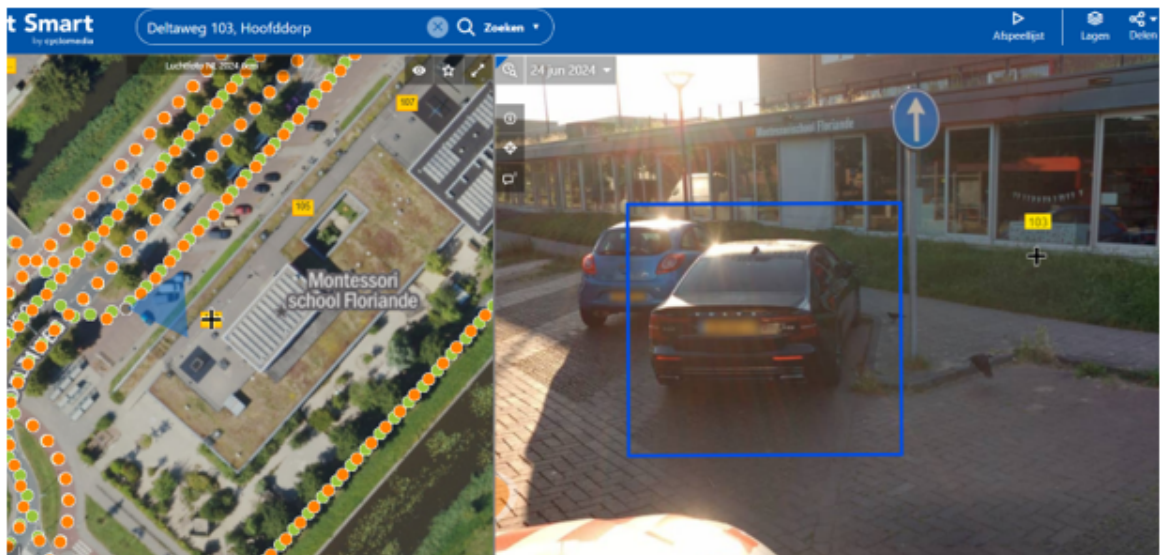 t Smart
by cyclomedia
Deltaweg 103, Hoofddorp
Zoeken
Afspeellijst
Lagen
Delen
Luchtfoto NL 2024 8cm
24 jun 2024
107
105
Montessori
school Floriande
Montessorischool Floriande
103